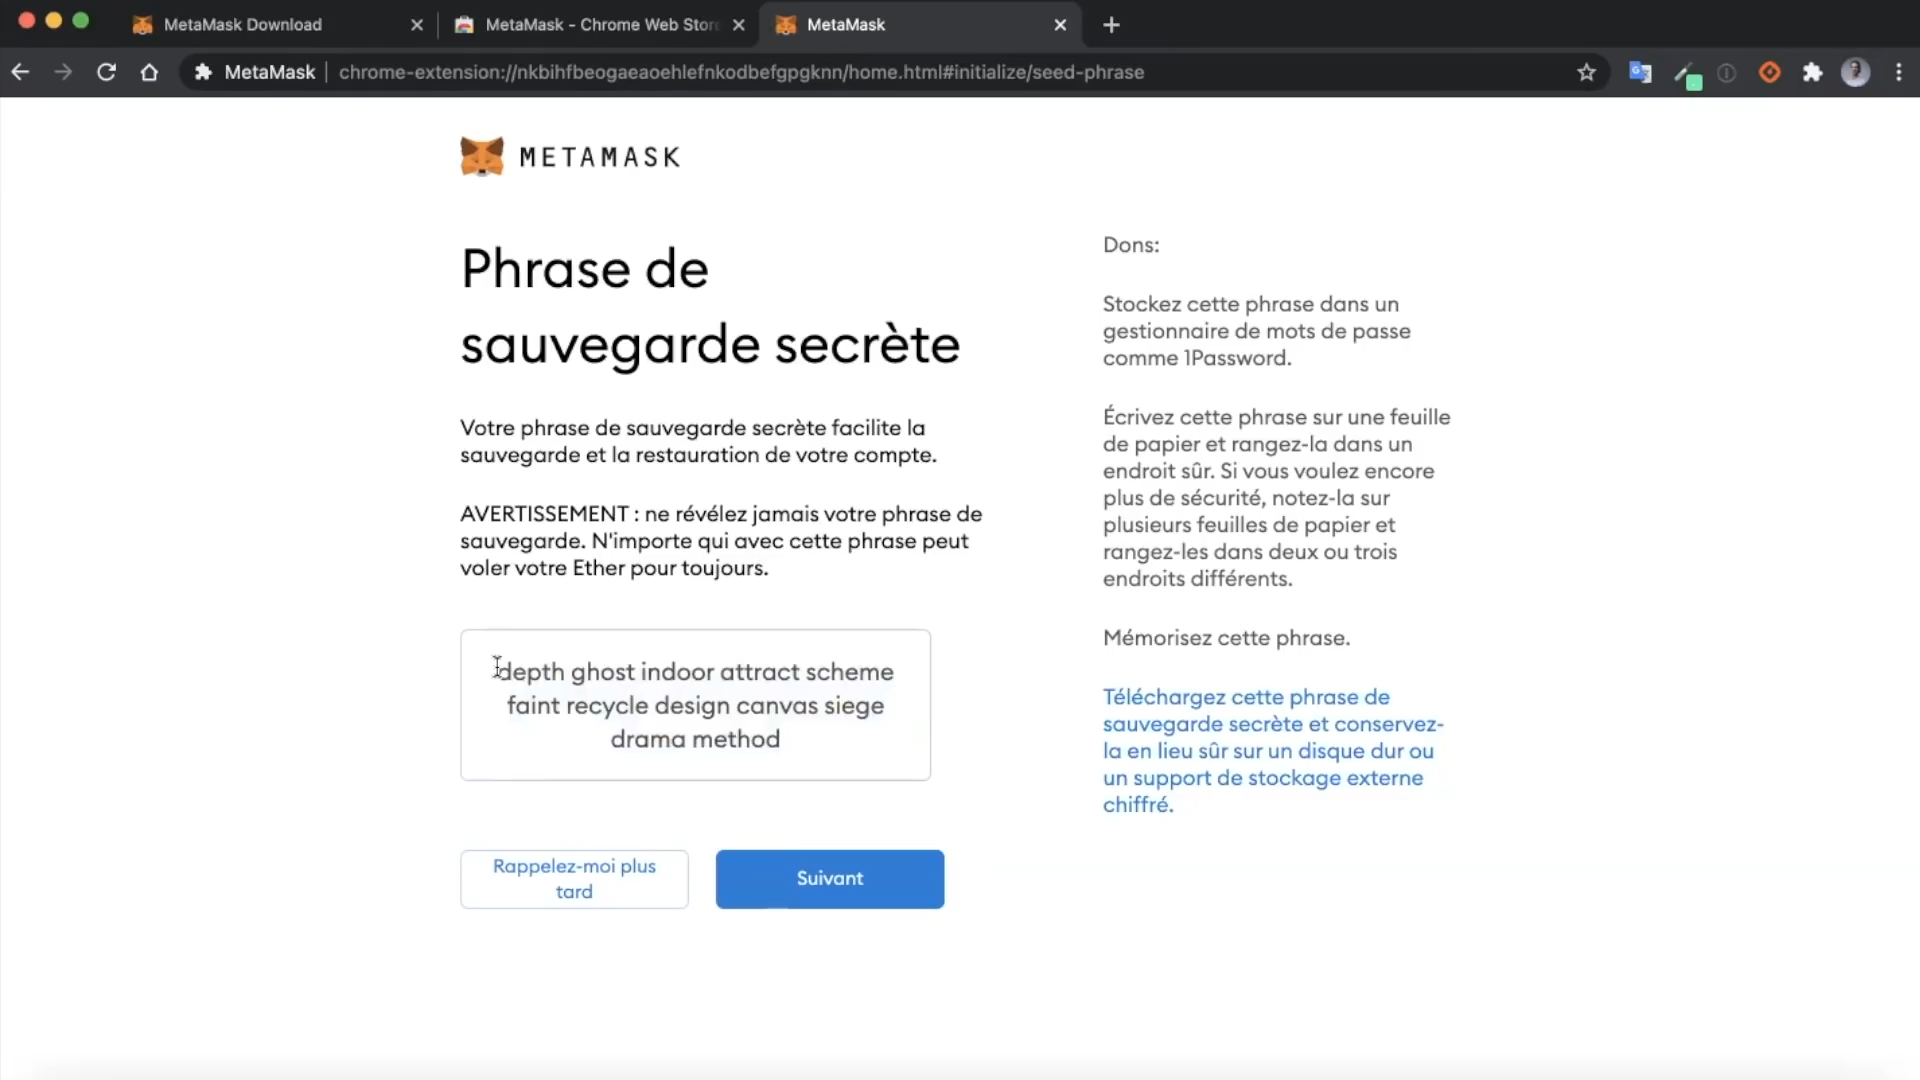 MetaMask Download
MetaMask - Chrome Web Stor
MetaMask
MetaMask | chrome-extension://nkbihfbeogaeaoehlefnkodbefgpgknn/home.html#initialize/seed-phrase
METAMASK
Phrase de
sauvegarde secrète
Votre phrase de sauvegarde secrète facilite la
sauvegarde et la restauration de votre compte.
AVERTISSEMENT : ne révélez jamais votre phrase de
sauvegarde. N'importe qui avec cette phrase peut
voler votre Ether pour toujours.
depth ghost indoor attract scheme
faint recycle design canvas siege
drama method
Rappelez-moi plus
tard
Suivant
Dons:
Stockez cette phrase dans un
gestionnaire de mots de passe
comme 1Password.
Écrivez cette phrase sur une feuille
de papier et rangez-la dans un
endroit sûr. Si vous voulez encore
plus de sécurité, notez-la sur
plusieurs feuilles de papier et
rangez-les dans deux ou trois
endroits différents.
Mémorisez cette phrase.
Téléchargez cette phrase de
sauvegarde secrète et conservez-
la en lieu sûr sur un disque dur ou
un support de stockage externe
chiffré.